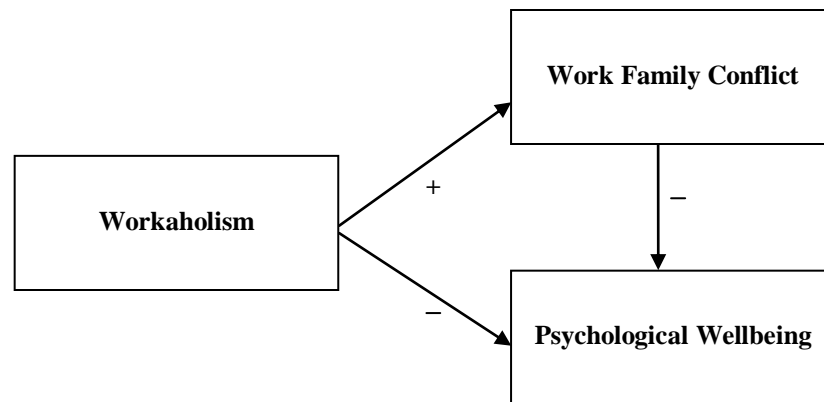 Work Family Conflict
Workaholism
+
–
–
Psychological Wellbeing